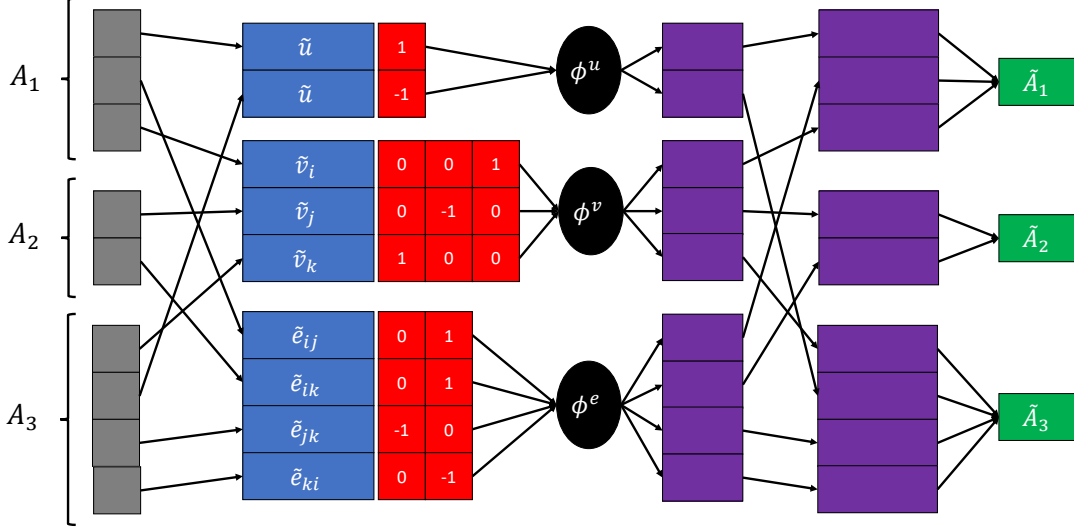 A₁
A₂
A₃
ũ 1
ũ -1
ṽᵢ 0 0 1
ṽⱼ 0 -1 0
ṽₖ 1 0 0
ẽᵢⱼ 0 1
ẽᵢₖ 0 1
ẽⱼₖ -1 0
ẽₖᵢ 0 -1
ϕᵘ
ϕᵛ
ϕᵉ
Ã₁
Ã₂
Ã₃